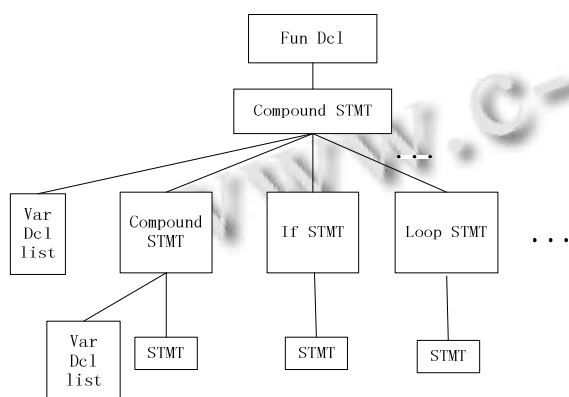 Fun Dcl
Compound STMT
www.c-
...
Var
Dcl
list
Compound
STMT
If STMT
Loop STMT
...
Var
Dcl
list
STMT
STMT
STMT